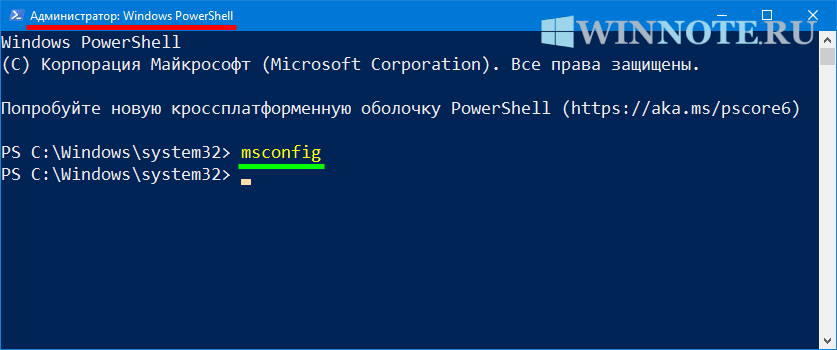 Администратор: Windows PowerShell
WINNOTE.RU
Windows PowerShell
(C) Корпорация Майкрософт (Microsoft Corporation). Все права защищены.
Попробуйте новую кроссплатформенную оболочку PowerShell (https://aka.ms/pscore6)
PS C:\Windows\system32> msconfig
PS C:\Windows\system32>